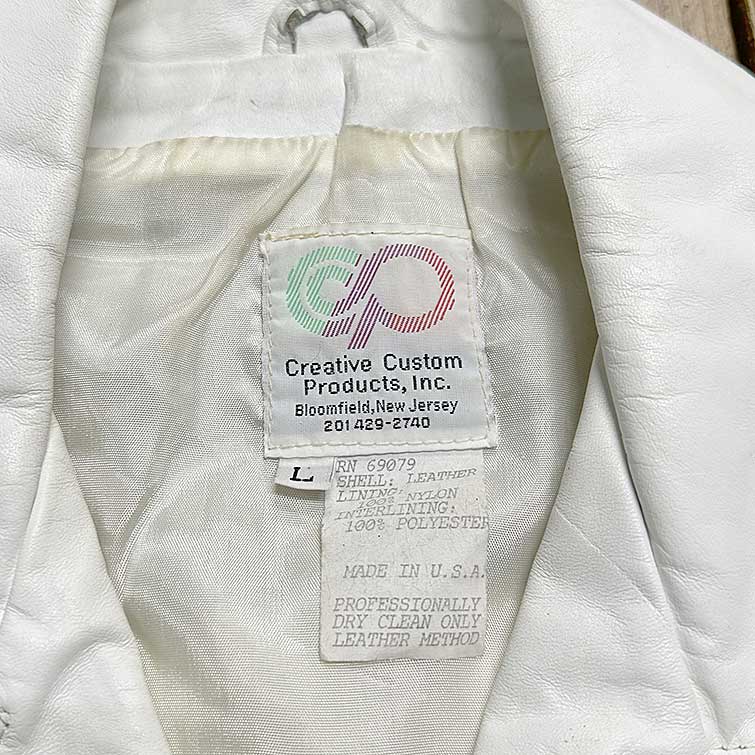 CCP
Creative Custom
Products, Inc.
Bloomfield, New Jersey
201 429-2740
L
RN 69079
SHELL: LEATHER
LINING:
100% NYLON
INTERLINING:
100% POLYESTER
MADE IN U.S.A.
PROFESSIONALLY
DRY CLEAN ONLY
LEATHER METHOD